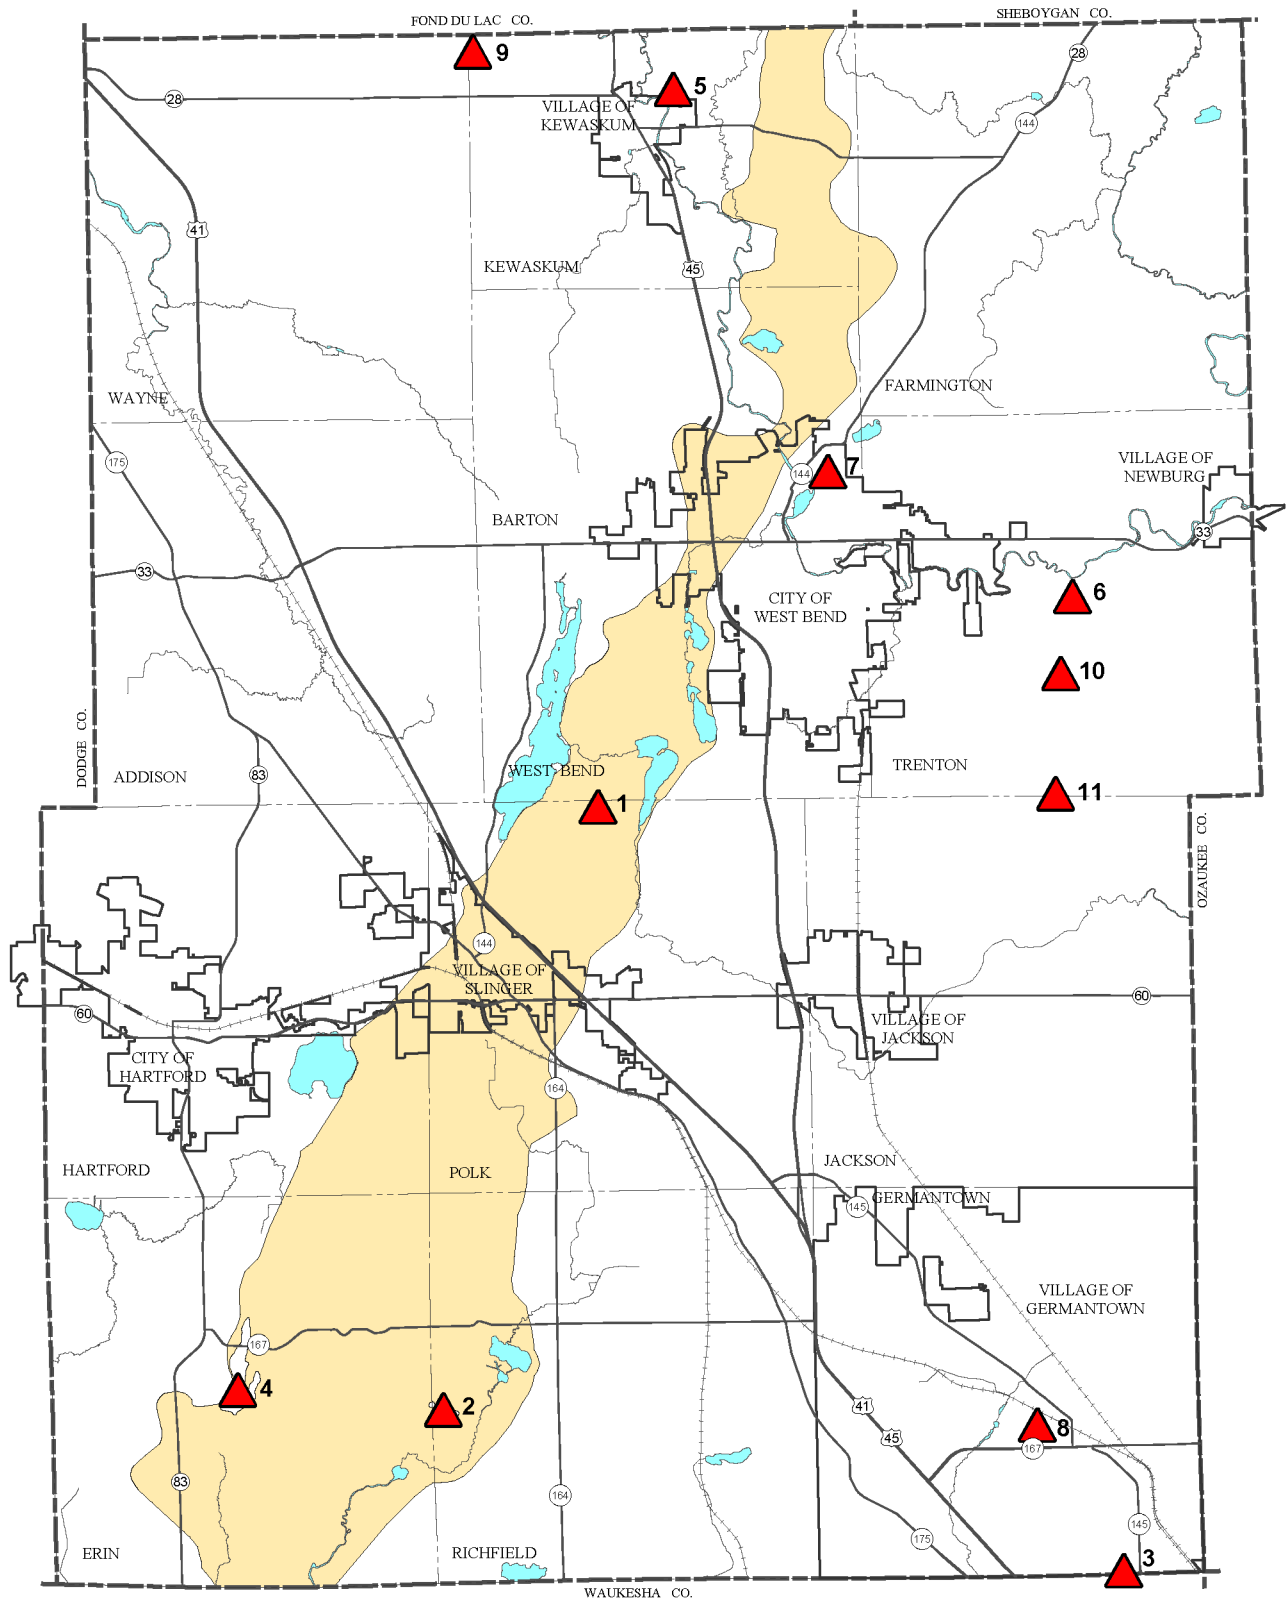 FOND DU LAC CO.
SHEBOYGAN CO.
9
28
5
28
VILLAGE OF
KEWASKUM
144
41
KEWASKUM
45
WAYNE
FARMINGTON
175
144
7
VILLAGE OF
NEWBURG
BARTON
33
33
CITY OF
WEST BEND
6
10
DODGE CO.
ADDISON
83
WEST BEND
TRENTON
1
11
OZAUKEE CO.
144
VILLAGE OF
SLINGER
60
60
VILLAGE OF
JACKSON
CITY OF
HARTFORD
164
HARTFORD
POLK
JACKSON
GERMANTOWN
145
VILLAGE OF
GERMANTOWN
167
4
2
41
45
8
167
83
164
175
145
ERIN
RICHFIELD
3
WAUKESHA CO.